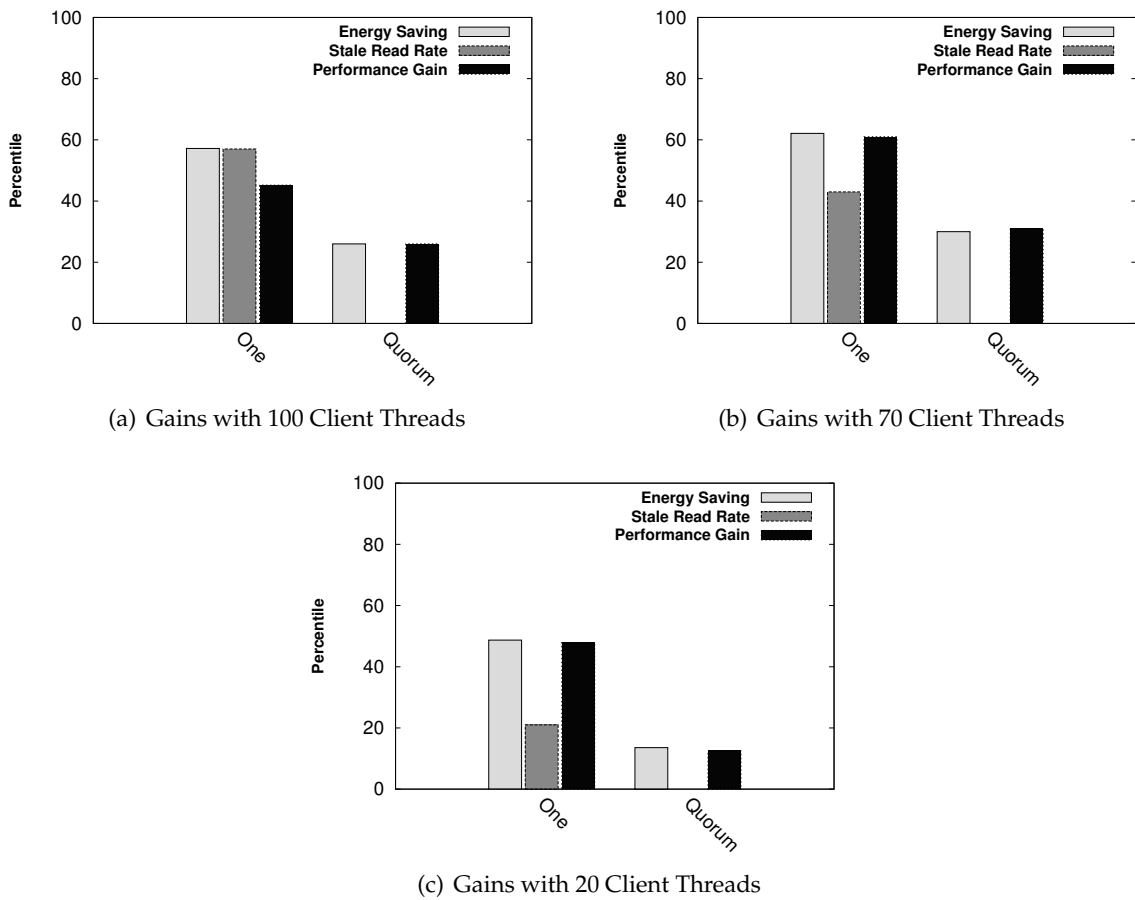 100
80
60
40
20
0
Percentile
Energy Saving
Stale Read Rate
Performance Gain
One
Quorum
(a) Gains with 100 Client Threads
100
80
60
40
20
0
Percentile
Energy Saving
Stale Read Rate
Performance Gain
One
Quorum
(b) Gains with 70 Client Threads
100
80
60
40
20
0
Percentile
Energy Saving
Stale Read Rate
Performance Gain
One
Quorum
(c) Gains with 20 Client Threads